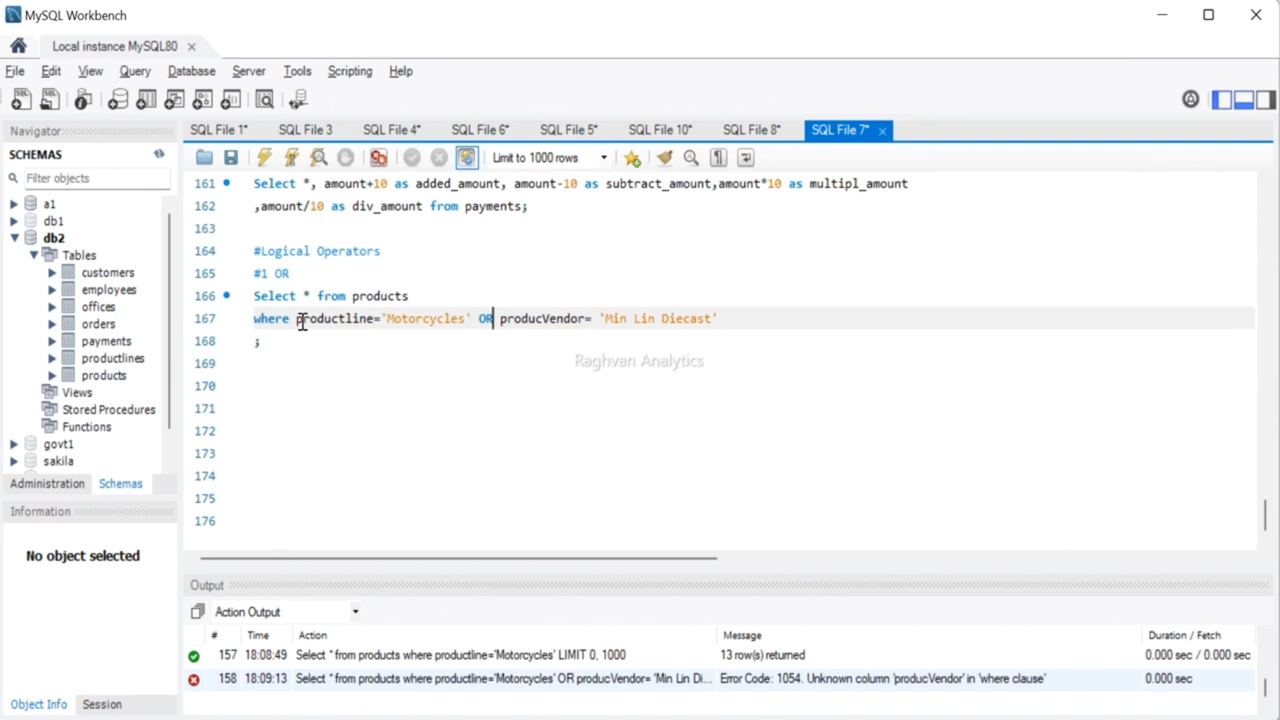 MySQL Workbench
Local instance MySQL80
File Edit View Query Database Server Tools Scripting Help
Navigator
SCHEMAS
Filter objects
a1
db1
db2
Tables
customers
employees
offices
orders
payments
productlines
products
Views
Stored Procedures
Functions
govt1
sakila
Administration Schemas
Information
No object selected
Object Info Session
SQL File 1* SQL File 3 SQL File 4* SQL File 6* SQL File 5* SQL File 10* SQL File 8* SQL File 7*
Limit to 1000 rows
161 Select *, amount+10 as added_amount, amount-10 as subtract_amount,amount*10 as multipl_amount
162 ,amount/10 as div_amount from payments;
163
164 #Logical Operators
165 #1 OR
166 Select * from products
167 where productline='Motorcycles' OR producVendor= 'Min Lin Diecast'
168 ;
169
170
171
172
173
174
175
176
Raghvan Analytics
Output
Action Output
# Time Action Message Duration / Fetch
157 18:08:49 Select * from products where productline='Motorcycles' LIMIT 0, 1000 13 row(s) returned 0.000 sec / 0.000 sec
158 18:09:13 Select * from products where productline='Motorcycles' OR producVendor= 'Min Lin Di... Error Code: 1054. Unknown column 'producVendor' in 'where clause' 0.000 sec